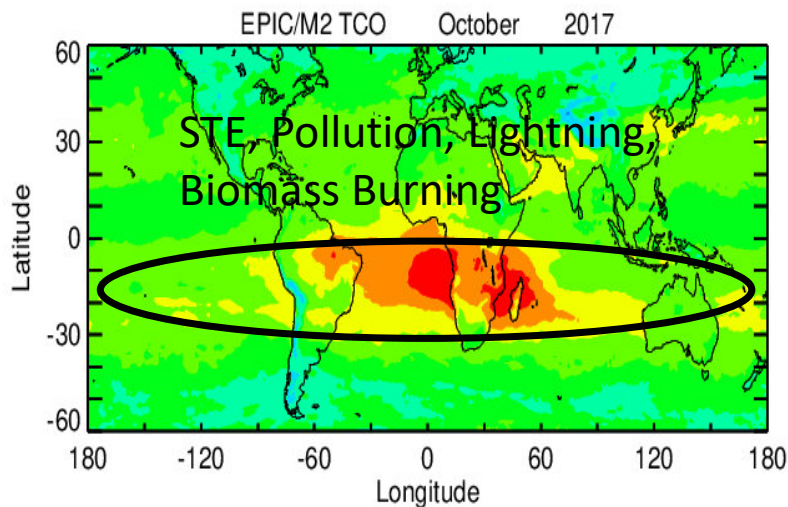 EPIC/M2 TCO October 2017
60
STE Pollution, Lightning,
30
Biomass Burning
0
Latitude
-30
-60
180 -120 -60 0 60 120 180
Longitude